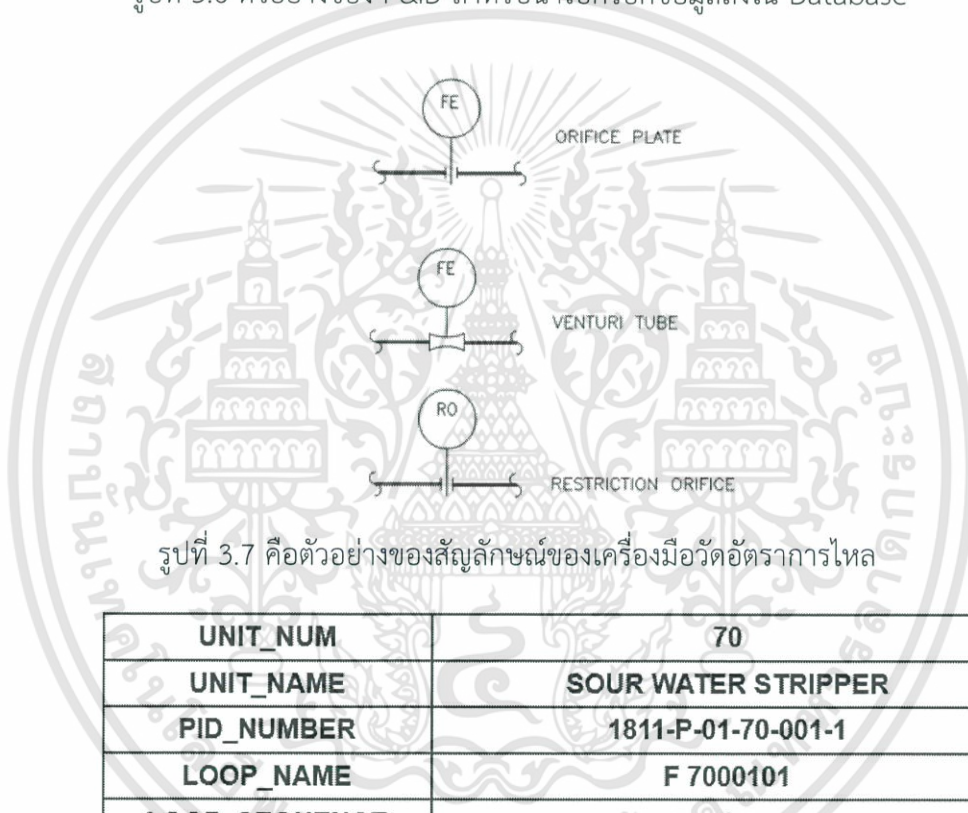 FE
ORIFICE PLATE
FE
VENTURI TUBE
RO
RESTRICTION ORIFICE
รูปที่ 3.7 คือตัวอย่างของสัญลักษณ์ของเครื่องมือวัดอัตราการไหล
UNIT_NUM 70
UNIT_NAME SOUR WATER STRIPPER
PID_NUMBER 1811-P-01-70-001-1
LOOP_NAME F 7000101